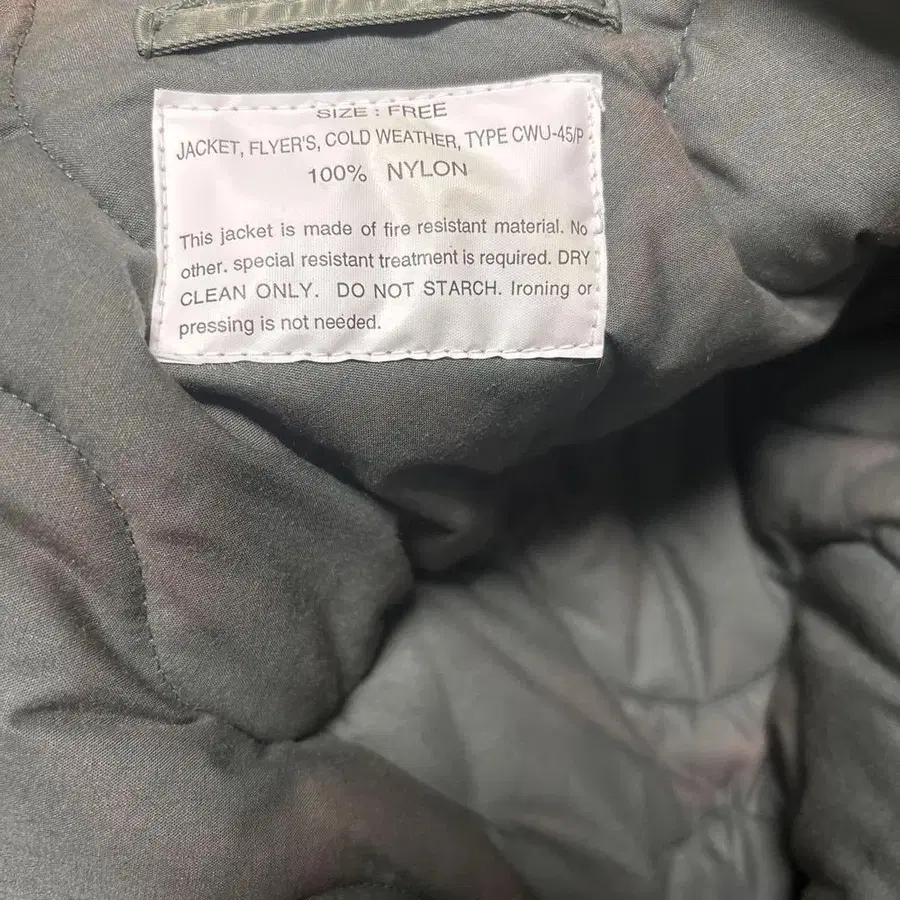 SIZE : FREE
JACKET, FLYER'S, COLD WEATHER, TYPE CWU-45/P
100% NYLON
This jacket is made of fire resistant material. No
other. special resistant treatment is required. DRY
CLEAN ONLY. DO NOT STARCH. Ironing or
pressing is not needed.